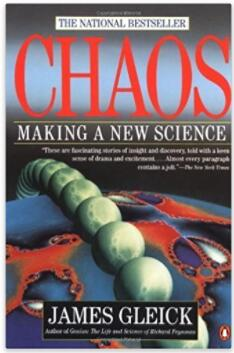 THE NATIONAL BESTSELLER
CHAOS
MAKING A NEW SCIENCE
"These are fascinating stories of insight and discovery, told with a keen
sense of drama and excitement. . . . Almost every paragraph
contains a jolt."—The New York Times
JAMES GLEICK
Author of Genius: The Life and Science of Richard Feynman